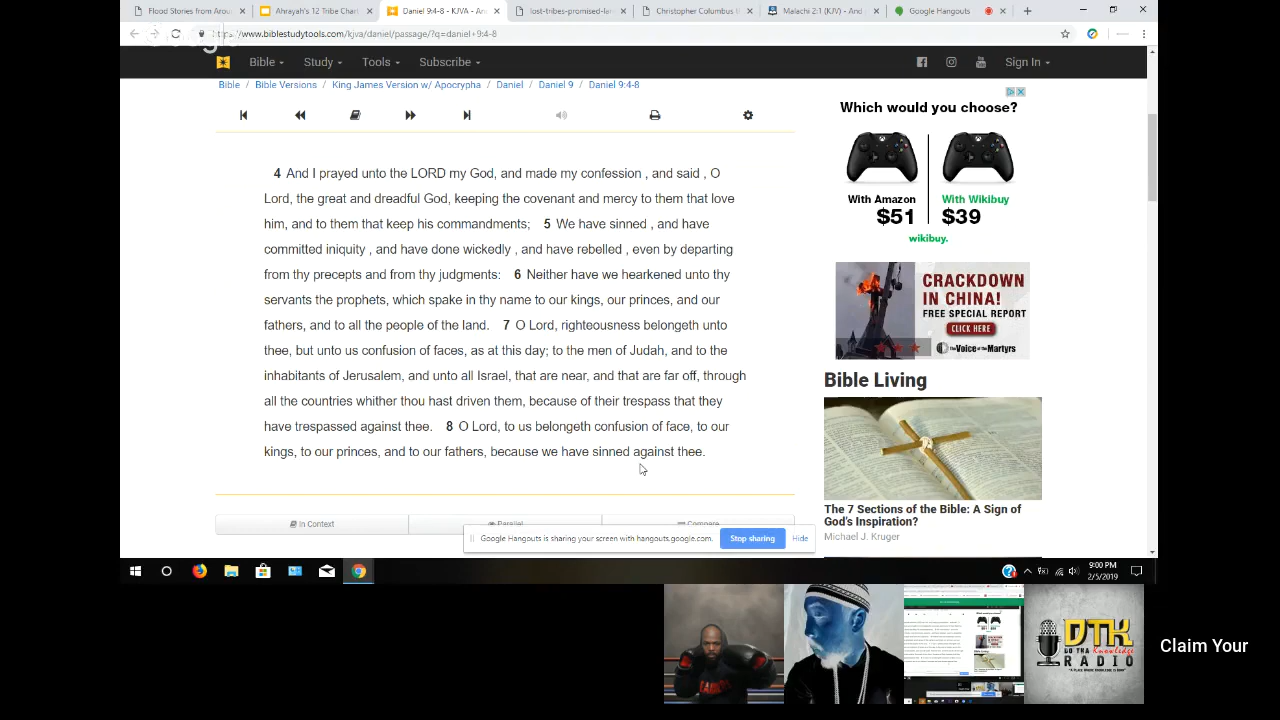 Flood Stories from Arou
Ahrayah's 12 Tribe Chart
Daniel 9:4-8 - KJVA - An
lost-tribes-promised-lan
Christopher Columbus
Malachi 2:1 (KJV) - And
Google Hangouts
Google
www.biblestudytools.com/kjva/daniel/passage/?q=daniel+9:4-8
Bible
Study
Tools
Subscribe
Sign In
Bible / Bible Versions / King James Version w/ Apocrypha / Daniel / Daniel 9 / Daniel 9:4-8
4 And I prayed unto the LORD my God, and made my confession , and said , O
Lord, the great and dreadful God, keeping the covenant and mercy to them that love
him, and to them that keep his commandments; 5 We have sinned , and have
committed iniquity , and have done wickedly , and have rebelled , even by departing
from thy precepts and from thy judgments: 6 Neither have we hearkened unto thy
servants the prophets, which spake in thy name to our kings, our princes, and our
fathers, and to all the people of the land. 7 O Lord, righteousness belongeth unto
thee, but unto us confusion of faces, as at this day; to the men of Judah, and to the
inhabitants of Jerusalem, and unto all Israel, that are near, and that are far off, through
all the countries whither thou hast driven them, because of their trespass that they
have trespassed against thee. 8 O Lord, to us belongeth confusion of face, to our
kings, to our princes, and to our fathers, because we have sinned against thee.
In Context
Parallel
Compare
Which would you choose?
With Amazon
$51
With Wikibuy
$39
wikibuy.
CRACKDOWN
IN CHINA!
FREE SPECIAL REPORT
CLICK HERE
The Voice of the Martyrs
Bible Living
The 7 Sections of the Bible: A Sign of
God's Inspiration?
Michael J. Kruger
Google Hangouts is sharing your screen with hangouts.google.com.
Stop sharing
Hide
9:00 PM
2/5/2019
DTK
DO THA Knowledge
RADIO
"A PLACE WHERE KNOWLEDGE IS BORN"
Claim Your